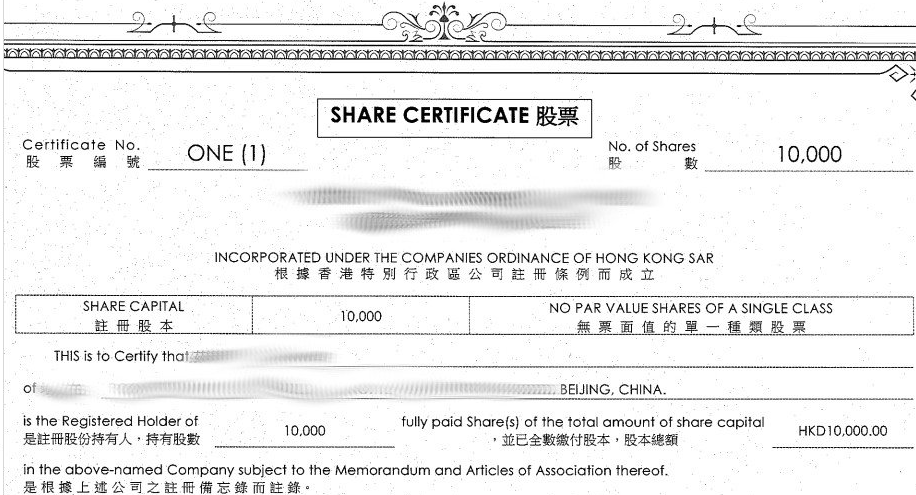 SHARE CERTIFICATE 股票
Certificate No. ONE (1) No. of Shares 10,000
股票編號 股數
INCORPORATED UNDER THE COMPANIES ORDINANCE OF HONG KONG SAR
根據香港特別行政區公司註冊條例而成立
SHARE CAPITAL 10,000 NO PAR VALUE SHARES OF A SINGLE CLASS
註冊股本 無票面值的單一種類股票
THIS is to Certify that
of BEIJING, CHINA.
is the Registered Holder of 10,000 fully paid Share(s) of the total amount of share capital HKD10,000.00
是註冊股份持有人，持有股數 ，並已全數繳付股本，股本總額
in the above-named Company subject to the Memorandum and Articles of Association thereof.
是根據上述公司之註冊備忘錄而註錄。